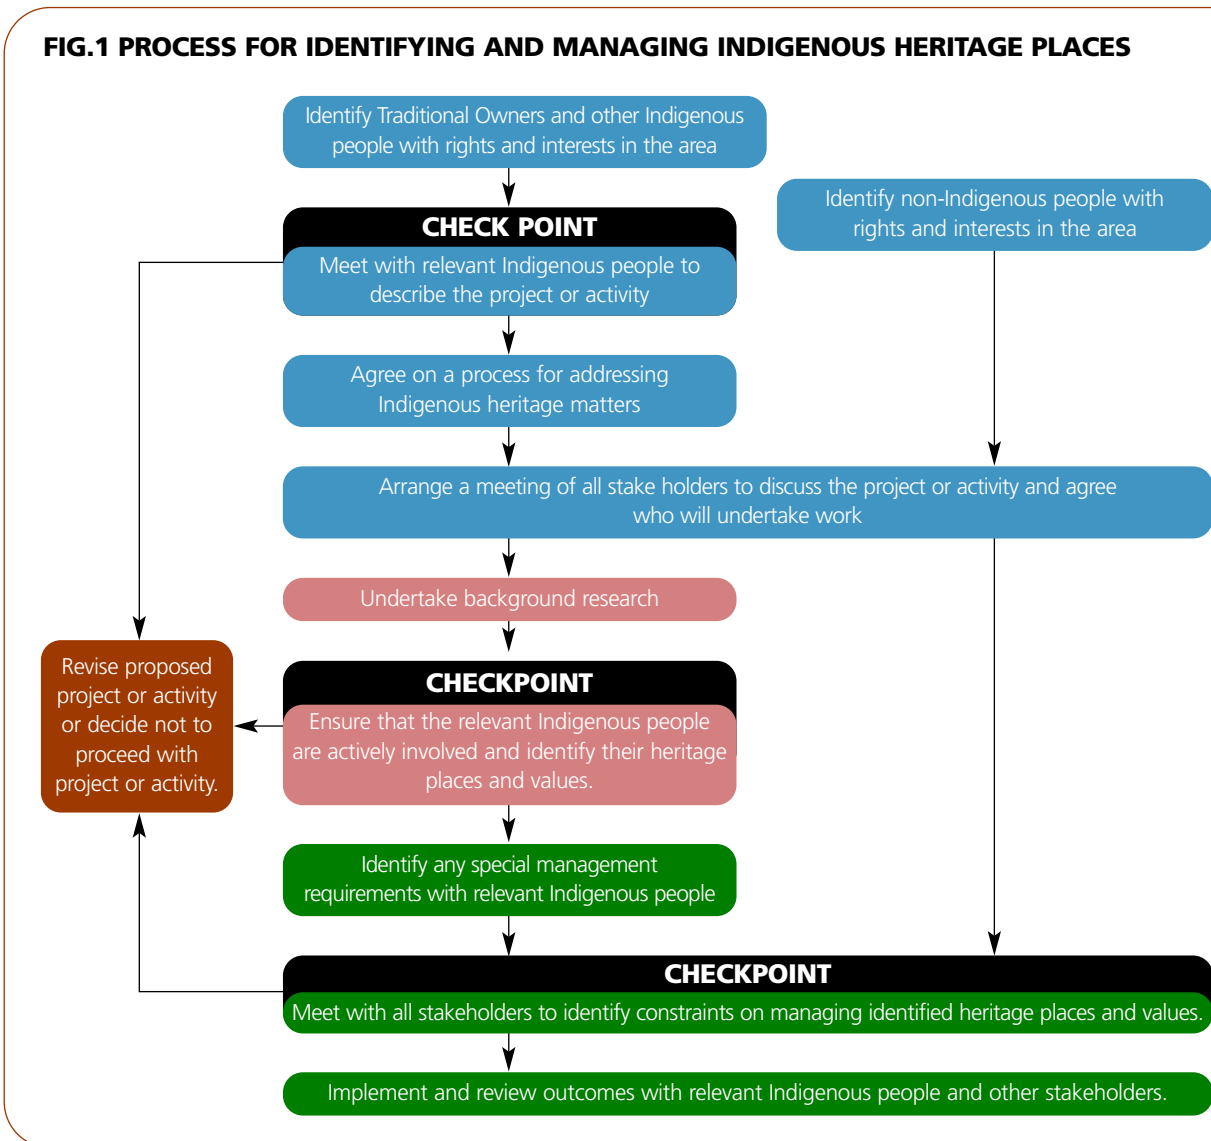 FIG.1 PROCESS FOR IDENTIFYING AND MANAGING INDIGENOUS HERITAGE PLACES
Identify Traditional Owners and other Indigenous
people with rights and interests in the area
Identify non-Indigenous people with
rights and interests in the area
CHECK POINT
Meet with relevant Indigenous people to
describe the project or activity
Agree on a process for addressing
Indigenous heritage matters
Arrange a meeting of all stake holders to discuss the project or activity and agree
who will undertake work
Undertake background research
Revise proposed
project or activity
or decide not to
proceed with
project or activity.
CHECKPOINT
Ensure that the relevant Indigenous people
are actively involved and identify their heritage
places and values.
Identify any special management
requirements with relevant Indigenous people
CHECKPOINT
Meet with all stakeholders to identify constraints on managing identified heritage places and values.
Implement and review outcomes with relevant Indigenous people and other stakeholders.